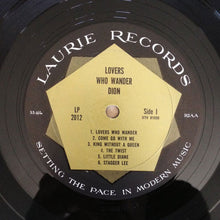 LAURIE RECORDS
LOVERS
WHO WANDER
DION
33 1/3
RIAA
LP
2012
Side 1
1. LOVERS WHO WANDER
2. COME GO WITH ME
3. KING WITHOUT A QUEEN
4. THE TWIST
5. LITTLE DIANE
6. STAGGER LEE
SETTING THE PACE IN MODERN MUSIC